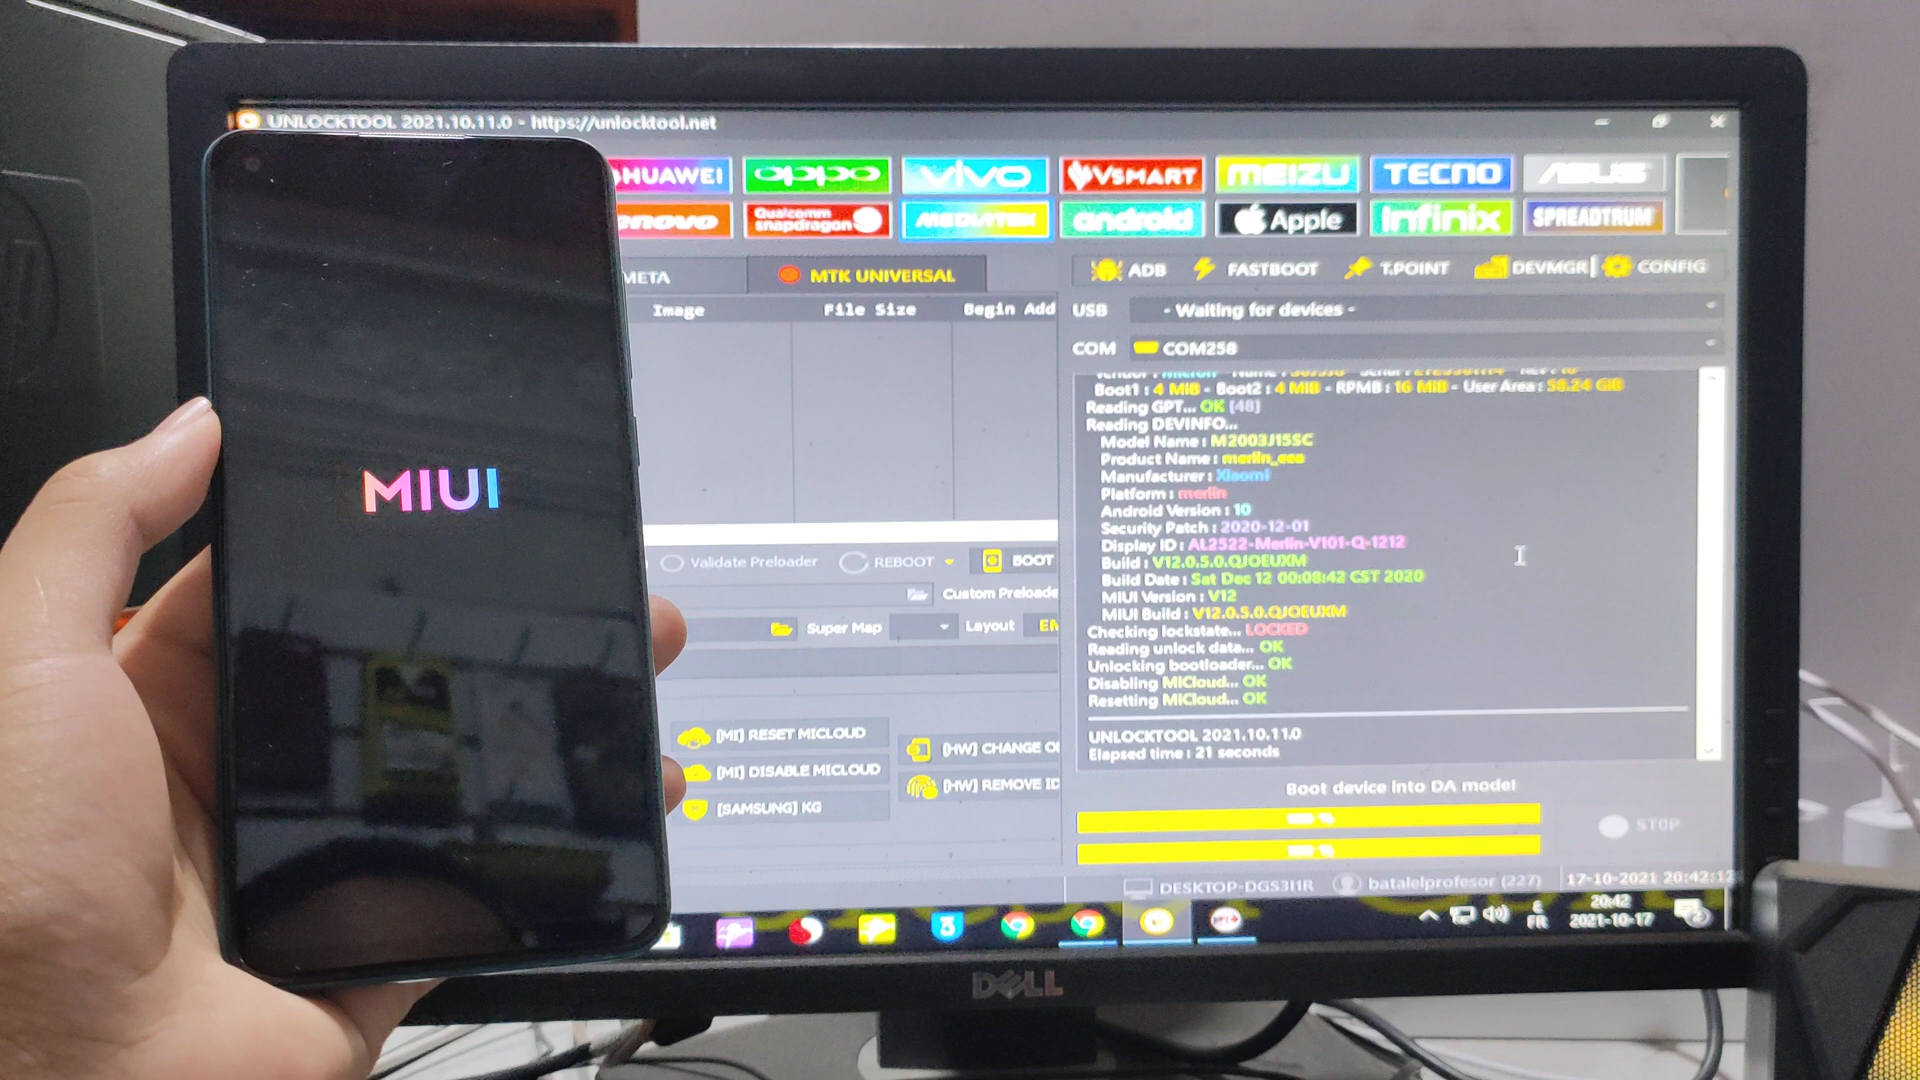 UNLOCKTOOL 2021.10.11.0 - https://unlocktool.net
HUAWEI
oppo
vivo
VSMART
MEIZU
TECNO
ASUS
enovo
Qualcomm snapdragon
MEDIATEK
android
Apple
Infinix
SPREADTRUM
META
MTK UNIVERSAL
ADB
FASTBOOT
T.POINT
DEVMGR
CONFIG
Image
File Size
Begin Add
USB
- Waiting for devices -
COM
COM258
Boot1 : 4 MiB - Boot2 : 4 MiB - RPMB : 16 MiB - User Area : 58.24 GiB
Reading GPT... OK [48]
Reading DEVINFO...
Model Name : M2003J15SC
Product Name : merlin_eea
Manufacturer : Xiaomi
Platform : merlin
Android Version : 10
Security Patch : 2020-12-01
Display ID : AL2522-Merlin-V101-Q-1212
Build : V12.0.5.0.QJOEUXM
Build Date : Sat Dec 12 00:08:42 CST 2020
MIUI Version : V12
MIUI Build : V12.0.5.0.QJOEUXM
Checking lockstate... LOCKED
Reading unlock data... OK
Unlocking bootloader... OK
Disabling MICloud... OK
Resetting MICloud... OK
UNLOCKTOOL 2021.10.11.0
Elapsed time : 21 seconds
MIUI
Validate Preloader
REBOOT
BOOT
Custom Preloade
Super Map
Layout
EM
[MI] RESET MICLOUD
[MI] DISABLE MICLOUD
[SAMSUNG] KG
[HW] CHANGE O
[HW] REMOVE ID
Boot device into DA mode!
100 %
100 %
STOP
DESKTOP-DGS3I1R
batalelprofesor (227)
17-10-2021 20:42:12
ع
FR
20:42
2021-10-17
DELL